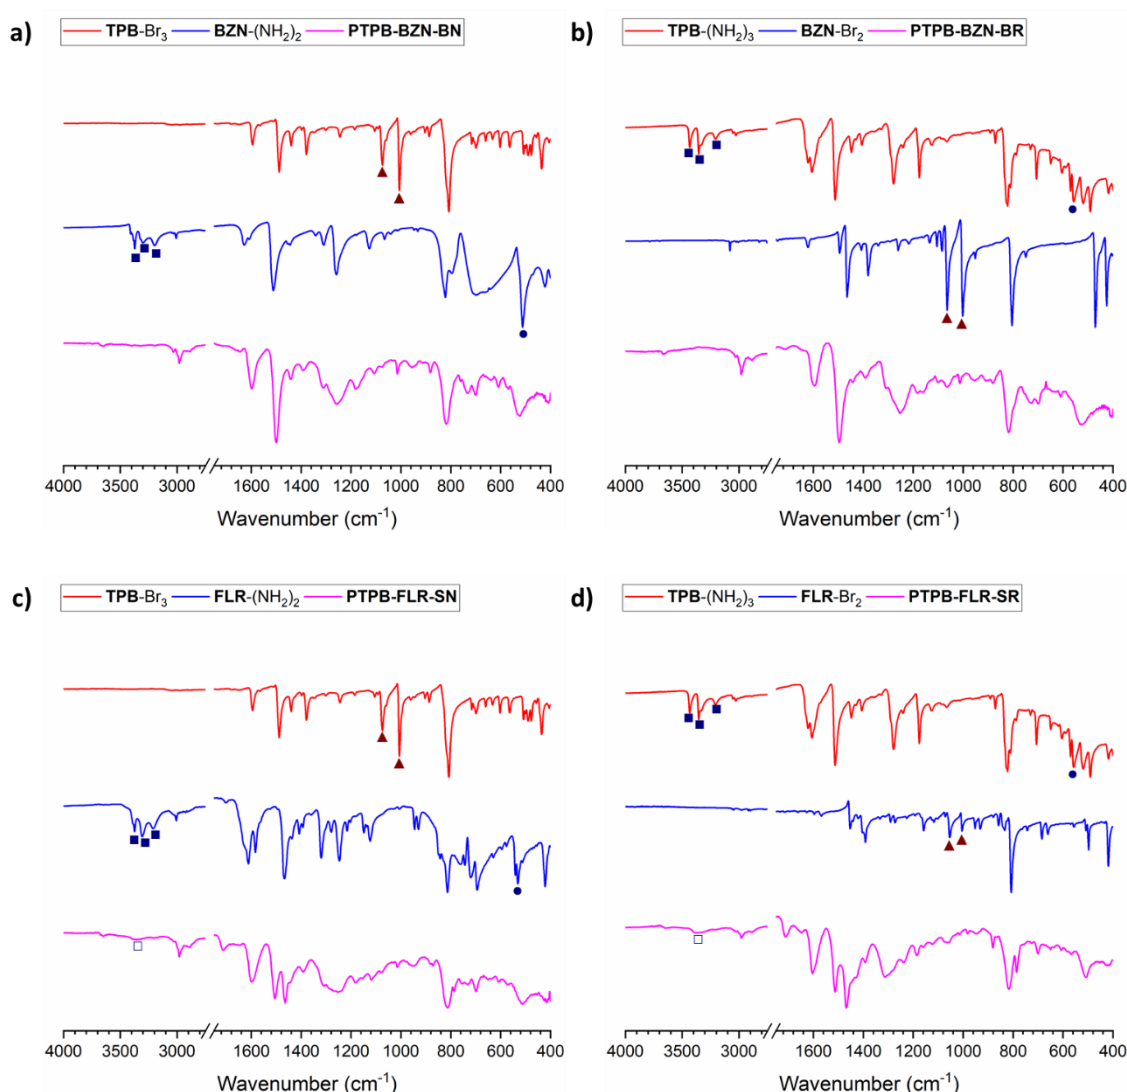 a)
TPB-Br₃ BZN-(NH₂)₂ PTPB-BZN-BN
4000 3500 3000 1600 1400 1200 1000 800 600 400
Wavenumber (cm⁻¹)
b)
TPB-(NH₂)₃ BZN-Br₂ PTPB-BZN-BR
4000 3500 3000 1600 1400 1200 1000 800 600 400
Wavenumber (cm⁻¹)
c)
TPB-Br₃ FLR-(NH₂)₂ PTPB-FLR-SN
4000 3500 3000 1600 1400 1200 1000 800 600 400
Wavenumber (cm⁻¹)
d)
TPB-(NH₂)₃ FLR-Br₂ PTPB-FLR-SR
4000 3500 3000 1600 1400 1200 1000 800 600 400
Wavenumber (cm⁻¹)